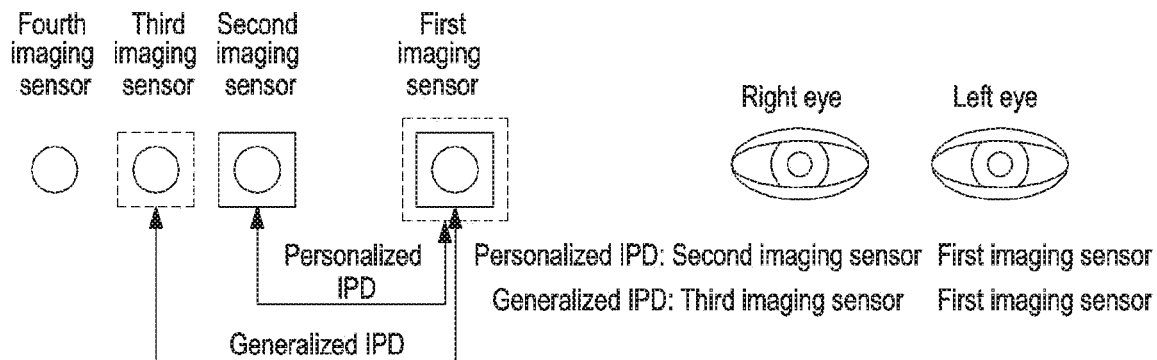 Fourth
imaging
sensor
Third
imaging
sensor
Second
imaging
sensor
First
imaging
sensor
Right eye
Left eye
Personalized
IPD
Personalized IPD: Second imaging sensor First imaging sensor
Generalized IPD: Third imaging sensor First imaging sensor
Generalized IPD